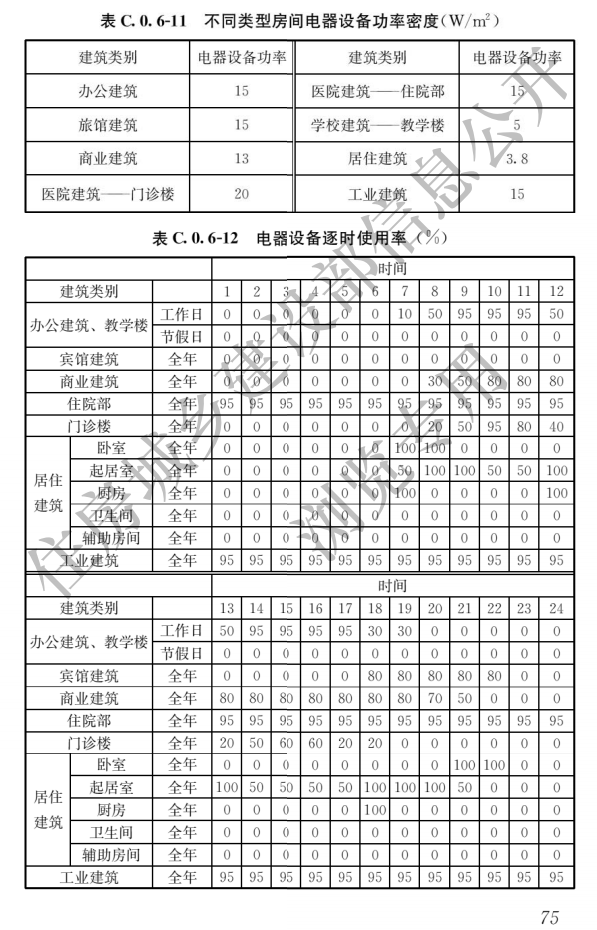 表 C.0.6-11 不同类型房间电器设备功率密度(W/m²)
建筑类别 电器设备功率 建筑类别 电器设备功率
办公建筑 15 医院建筑——住院部 15
旅馆建筑 15 学校建筑——教学楼 5
商业建筑 13 居住建筑 3.8
医院建筑——门诊楼 20 工业建筑 15
表 C.0.6-12 电器设备逐时使用率(%)
时间
建筑类别 1 2 3 4 5 6 7 8 9 10 11 12
办公建筑、教学楼 工作日 0 0 0 0 0 0 10 50 95 95 95 50
节假日 0 0 0 0 0 0 0 0 0 0 0 0
宾馆建筑 全年 0 0 0 0 0 0 0 0 0 0 0 0
商业建筑 全年 0 0 0 0 0 0 0 30 50 80 80 80
住院部 全年 95 95 95 95 95 95 95 95 95 95 95 95
门诊楼 全年 0 0 0 0 0 0 0 20 50 95 80 40
居住建筑 卧室 全年 0 0 0 0 0 0 100 100 0 0 0 0
起居室 全年 0 0 0 0 0 0 50 100 100 50 50 100
厨房 全年 0 0 0 0 0 0 100 0 0 0 0 100
卫生间 全年 0 0 0 0 0 0 0 0 0 0 0 0
辅助房间 全年 0 0 0 0 0 0 0 0 0 0 0 0
工业建筑 全年 95 95 95 95 95 95 95 95 95 95 95 95
时间
建筑类别 13 14 15 16 17 18 19 20 21 22 23 24
办公建筑、教学楼 工作日 50 95 95 95 95 30 30 0 0 0 0 0
节假日 0 0 0 0 0 0 0 0 0 0 0 0
宾馆建筑 全年 0 0 0 0 0 80 80 80 80 80 0 0
商业建筑 全年 80 80 80 80 80 80 80 70 50 0 0 0
住院部 全年 95 95 95 95 95 95 95 95 95 95 95 95
门诊楼 全年 20 50 60 60 20 20 0 0 0 0 0 0
居住建筑 卧室 全年 0 0 0 0 0 0 0 0 100 100 0 0
起居室 全年 100 50 50 50 50 100 100 100 50 0 0 0
厨房 全年 0 0 0 0 0 100 0 0 0 0 0 0
卫生间 全年 0 0 0 0 0 0 0 0 0 0 0 0
辅助房间 全年 0 0 0 0 0 0 0 0 0 0 0 0
工业建筑 全年 95 95 95 95 95 95 95 95 95 95 95 95
住房城乡建设部信息公开
浏览专用
75